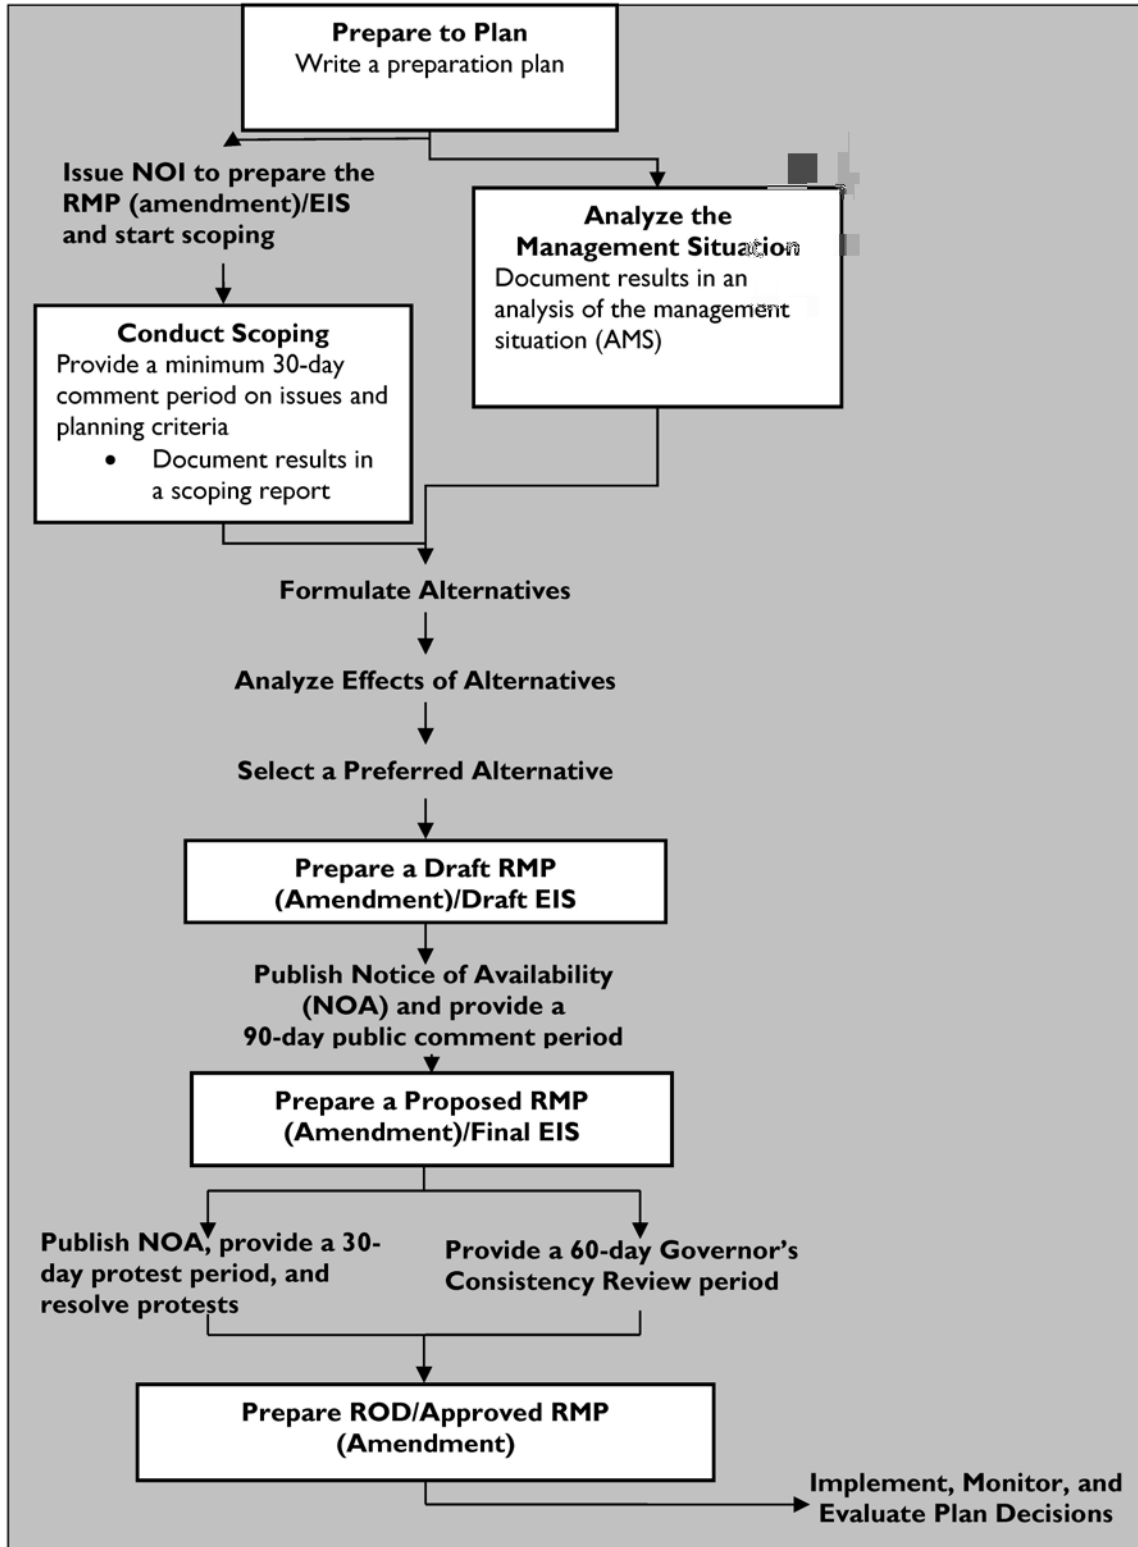 Prepare to Plan
Write a preparation plan
Issue NOI to prepare the
RMP (amendment)/EIS
and start scoping
Analyze the
Management Situation
Document results in an
analysis of the management
situation (AMS)
Conduct Scoping
Provide a minimum 30-day
comment period on issues and
planning criteria
• Document results in
a scoping report
Formulate Alternatives
Analyze Effects of Alternatives
Select a Preferred Alternative
Prepare a Draft RMP
(Amendment)/Draft EIS
Publish Notice of Availability
(NOA) and provide a
90-day public comment period
Prepare a Proposed RMP
(Amendment)/Final EIS
Publish NOA, provide a 30-
day protest period, and
resolve protests
Provide a 60-day Governor’s
Consistency Review period
Prepare ROD/Approved RMP
(Amendment)
Implement, Monitor, and
Evaluate Plan Decisions